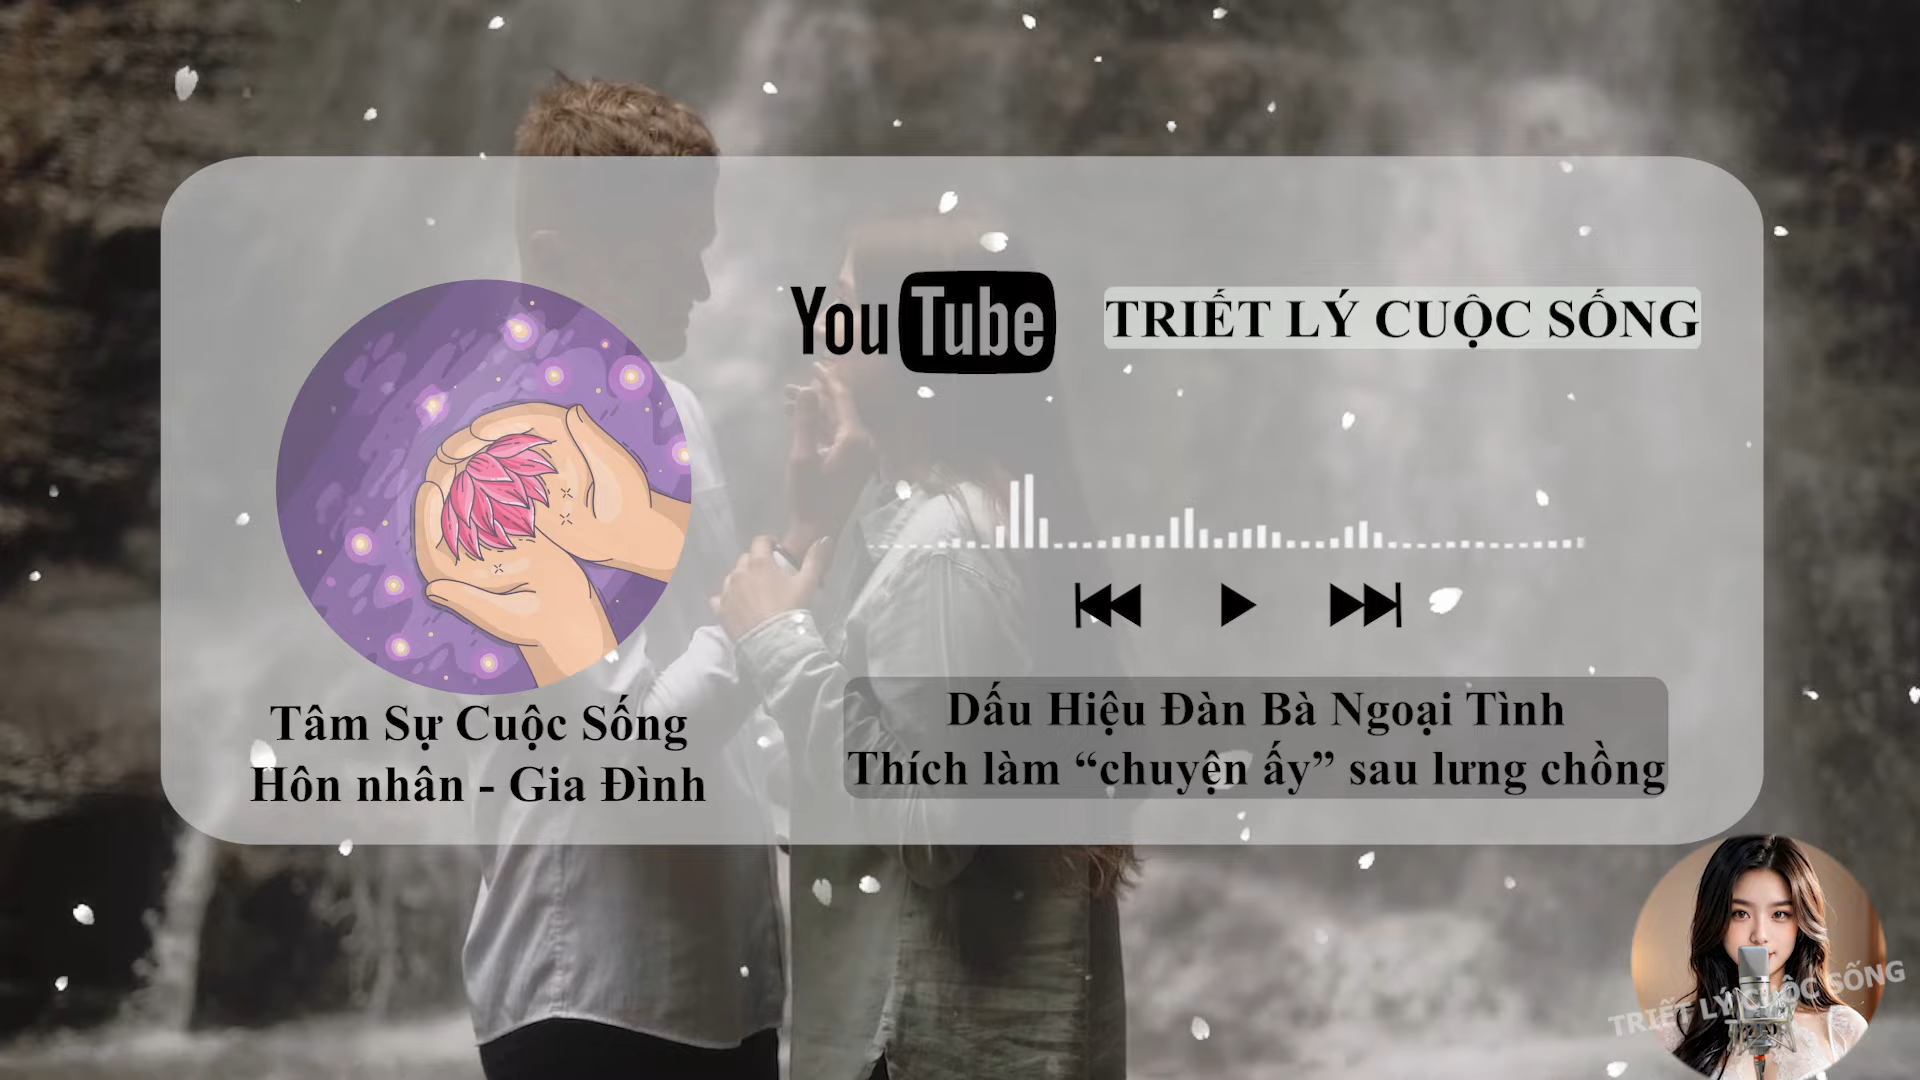 YouTube
TRIẾT LÝ CUỘC SỐNG
Tâm Sự Cuộc Sống
Hôn nhân - Gia Đình
Dấu Hiệu Đàn Bà Ngoại Tình
Thích làm “chuyện ấy” sau lưng chồng
TRIẾT LÝ CUỘC SỐNG